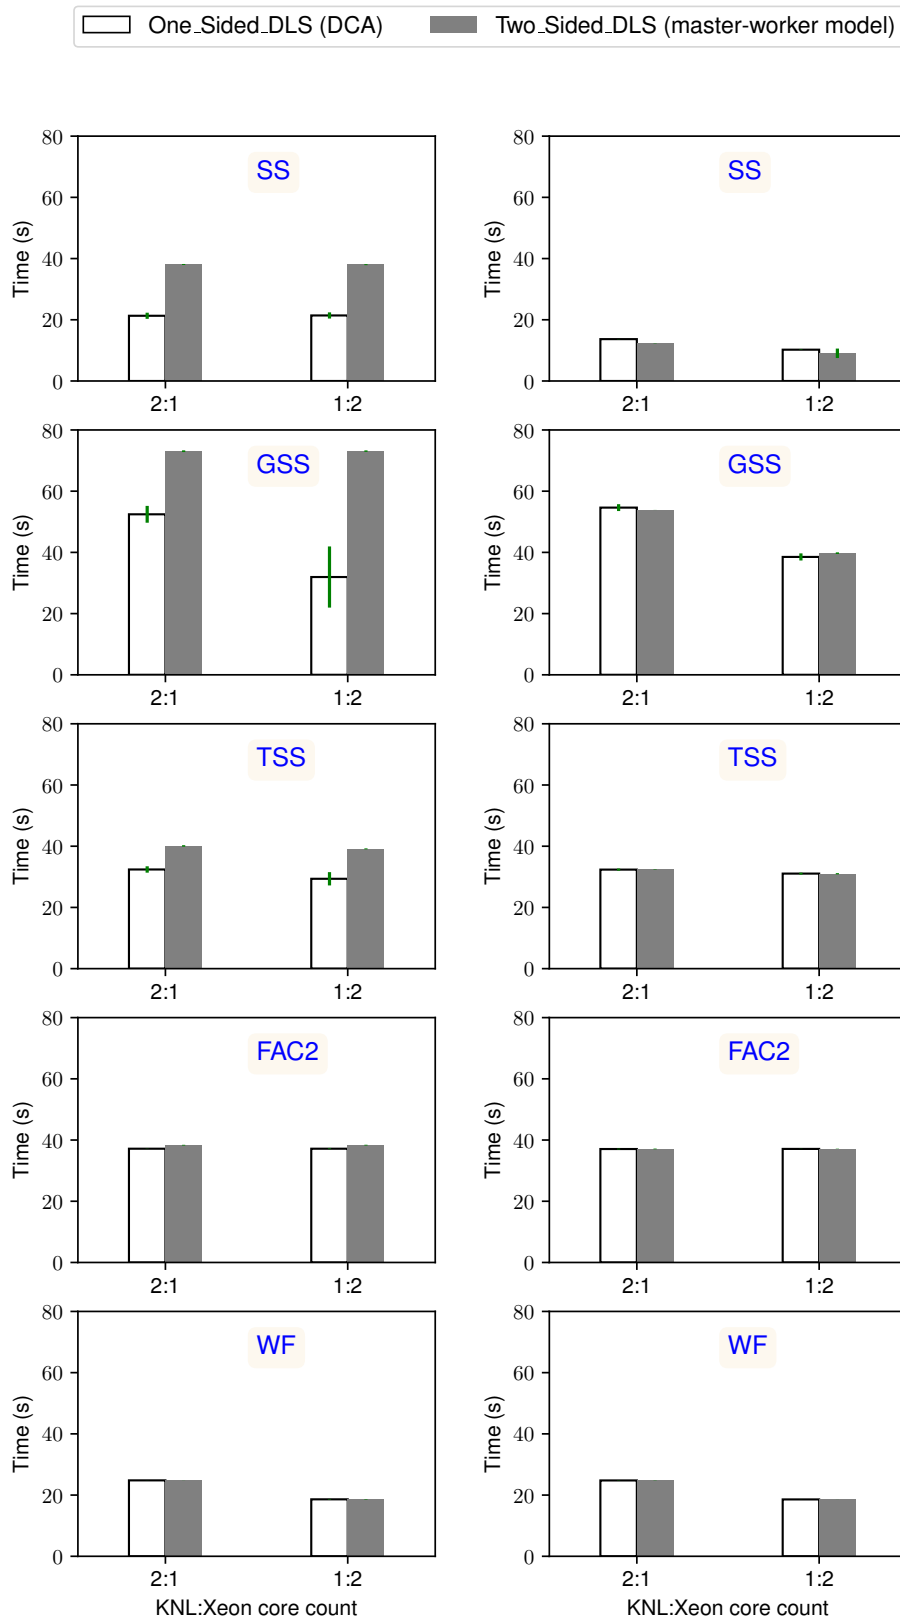 One_Sided_DLS (DCA) Two_Sided_DLS (master-worker model)
80 60 40 20 0 Time (s) SS 2:1 1:2
80 60 40 20 0 Time (s) SS 2:1 1:2
80 60 40 20 0 Time (s) GSS 2:1 1:2
80 60 40 20 0 Time (s) GSS 2:1 1:2
80 60 40 20 0 Time (s) TSS 2:1 1:2
80 60 40 20 0 Time (s) TSS 2:1 1:2
80 60 40 20 0 Time (s) FAC2 2:1 1:2
80 60 40 20 0 Time (s) FAC2 2:1 1:2
80 60 40 20 0 Time (s) WF 2:1 1:2
KNL:Xeon core count
80 60 40 20 0 Time (s) WF 2:1 1:2
KNL:Xeon core count